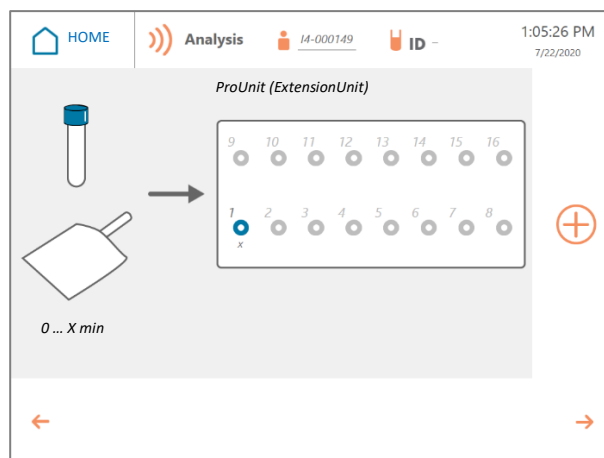 HOME
Analysis
I4-000149
ID –
1:05:26 PM
7/22/2020
ProUnit (ExtensionUnit)
9 10 11 12 13 14 15 16
1 2 3 4 5 6 7 8
x
0 ... X min